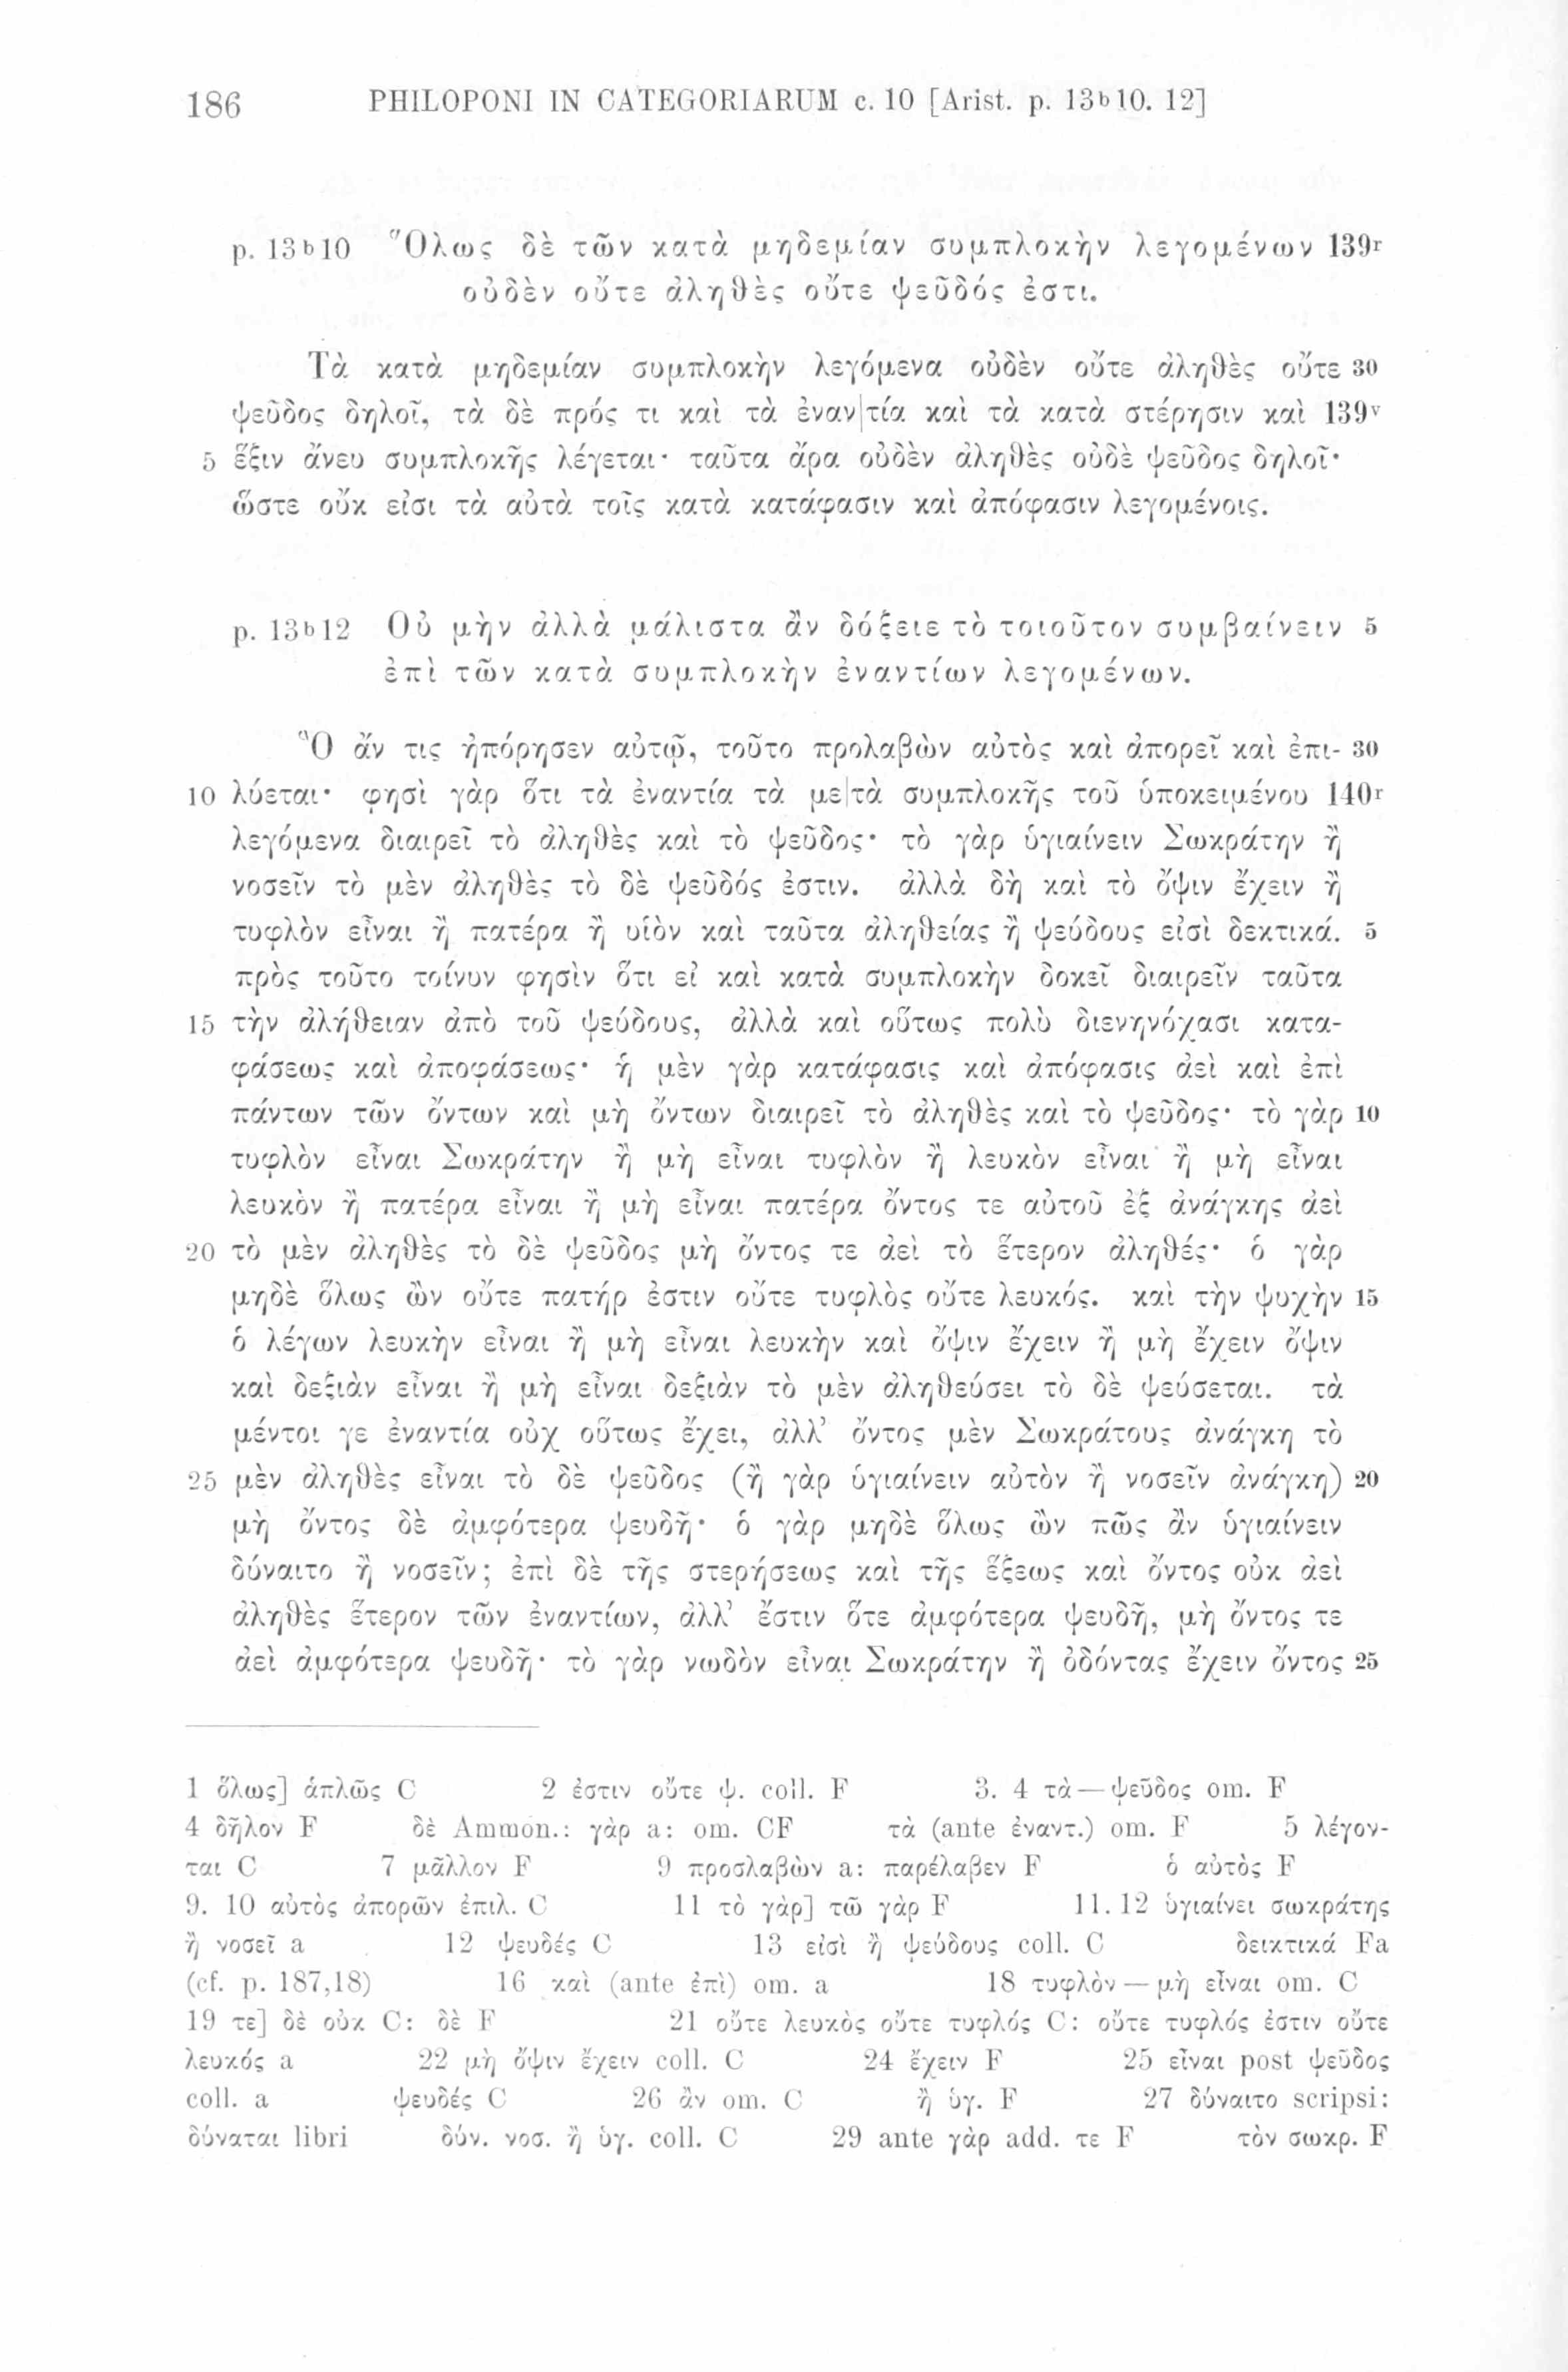 186 PHILOPONI IN CATEGORIARUM c. 10 [Arist. p. 13b10. 12]
p. 13b10 Ὅλως δὲ τῶν κατὰ μηδεμίαν συμπλοκὴν λεγομένων 139r
οὐδὲν οὔτε ἀληθὲς οὔτε ψεῦδός ἐστι.
Τὰ κατὰ μηδεμίαν συμπλοκὴν λεγόμενα οὐδὲν οὔτε ἀληθὲς οὔτε 30
ψεῦδος δηλοῖ, τὰ δὲ πρός τι καὶ τὰ ἐναν|τία καὶ τὰ κατὰ στέρησιν καὶ 139v
5 ἕξιν ἄνευ συμπλοκῆς λέγεται· ταῦτα ἄρα οὐδὲν ἀληθὲς οὐδὲ ψεῦδος δηλοῖ·
ὥστε οὔκ εἰσι τὰ αὐτὰ τοῖς κατὰ κατάφασιν καὶ ἀπόφασιν λεγομένοις.
p. 13b12 Οὐ μὴν ἀλλὰ μάλιστα ἂν δόξειε τὸ τοιοῦτον συμβαίνειν 5
ἐπὶ τῶν κατὰ συμπλοκὴν ἐναντίων λεγομένων.
Ὃ ἄν τις ἠπόρησεν αὐτῷ, τοῦτο προλαβὼν αὐτὸς καὶ ἀπορεῖ καὶ ἐπι- 30
10 λύεται· φησὶ γὰρ ὅτι τὰ ἐναντία τὰ με|τὰ συμπλοκῆς τοῦ ὑποκειμένου 140r
λεγόμενα διαιρεῖ τὸ ἀληθὲς καὶ τὸ ψεῦδος· τὸ γὰρ ὑγιαίνειν Σωκράτην ἢ
νοσεῖν τὸ μὲν ἀληθὲς τὸ δὲ ψεῦδός ἐστιν. ἀλλὰ δὴ καὶ τὸ ὄψιν ἔχειν ἢ
τυφλὸν εἶναι ἢ πατέρα ἢ υἱὸν καὶ ταῦτα ἀληθείας ἢ ψεύδους εἰσὶ δεκτικά. 5
πρὸς τοῦτο τοίνυν φησὶν ὅτι εἰ καὶ κατὰ συμπλοκὴν δοκεῖ διαιρεῖν ταῦτα
15 τὴν ἀλήθειαν ἀπὸ τοῦ ψεύδους, ἀλλὰ καὶ οὕτως πολὺ διενηνόχασι κατα-
φάσεως καὶ ἀποφάσεως· ἡ μὲν γὰρ κατάφασις καὶ ἀπόφασις ἀεὶ καὶ ἐπὶ
πάντων τῶν ὄντων καὶ μὴ ὄντων διαιρεῖ τὸ ἀληθὲς καὶ τὸ ψεῦδος· τὸ γὰρ 10
τυφλὸν εἶναι Σωκράτην ἢ μὴ εἶναι τυφλὸν ἢ λευκὸν εἶναι ἢ μὴ εἶναι
λευκὸν ἢ πατέρα εἶναι ἢ μὴ εἶναι πατέρα ὄντος τε αὐτοῦ ἐξ ἀνάγκης ἀεὶ
20 τὸ μὲν ἀληθὲς τὸ δὲ ψεῦδος μὴ ὄντος τε ἀεὶ τὸ ἕτερον ἀληθές· ὁ γὰρ
μηδὲ ὅλως ὢν οὔτε πατήρ ἐστιν οὔτε τυφλὸς οὔτε λευκός. καὶ τὴν ψυχὴν 15
ὁ λέγων λευκὴν εἶναι ἢ μὴ εἶναι λευκὴν καὶ ὄψιν ἔχειν ἢ μὴ ἔχειν ὄψιν
καὶ δεξιὰν εἶναι ἢ μὴ εἶναι δεξιὰν τὸ μὲν ἀληθεύσει τὸ δὲ ψεύσεται. τὰ
μέντοι γε ἐναντία οὐχ οὕτως ἔχει, ἀλλ’ ὄντος μὲν Σωκράτους ἀνάγκη τὸ
25 μὲν ἀληθὲς εἶναι τὸ δὲ ψεῦδος (ἢ γὰρ ὑγιαίνειν αὐτὸν ἢ νοσεῖν ἀνάγκη) 20
μὴ ὄντος δὲ ἀμφότερα ψευδῆ· ὁ γὰρ μηδὲ ὅλως ὢν πῶς ἂν ὑγιαίνειν
δύναιτο ἢ νοσεῖν; ἐπὶ δὲ τῆς στερήσεως καὶ τῆς ἕξεως καὶ ὄντος οὐκ ἀεὶ
ἀληθὲς ἕτερον τῶν ἐναντίων, ἀλλ’ ἔστιν ὅτε ἀμφότερα ψευδῆ, μὴ ὄντος τε
ἀεὶ ἀμφότερα ψευδῆ· τὸ γὰρ νωδὸν εἶναι Σωκράτην ἢ ὀδόντας ἔχειν ὄντος 25
1 ὅλως] ἁπλῶς C 2 ἐστιν οὔτε ψ. coll. F 3. 4 τὰ—ψεῦδος om. F
4 δῆλον F δὲ Ammon.: γὰρ a: om. CF τὰ (ante ἐναντ.) om. F 5 λέγον-
ται C 7 μᾶλλον F 9 προσλαβὼν a: παρέλαβεν F ὁ αὐτὸς F
9. 10 αὐτὸς ἀπορῶν ἐπιλ. C 11 τὸ γὰρ] τῶ γὰρ F 11. 12 ὑγιαίνει σωκράτης
ἢ νοσεῖ a 12 ψευδές C 13 εἰσὶ ἢ ψεύδους coll. C δεικτικά Fa
(cf. p. 187,18) 16 καὶ (ante ἐπὶ) om. a 18 τυφλὸν—μὴ εἶναι om. C
19 τε] δὲ οὐκ C: δὲ F 21 οὔτε λευκὸς οὔτε τυφλός C: οὔτε τυφλός ἐστιν οὔτε
λευκός a 22 μὴ ὄψιν ἔχειν coll. C 24 ἔχειν F 25 εἶναι post ψεῦδος
coll. a ψευδές C 26 ἂν om. C ἢ ὑγ. F 27 δύναιτο scripsi:
δύναται libri δύν. νοσ. ἢ ὑγ. coll. C 29 ante γὰρ add. τε F τὸν σωκρ. F